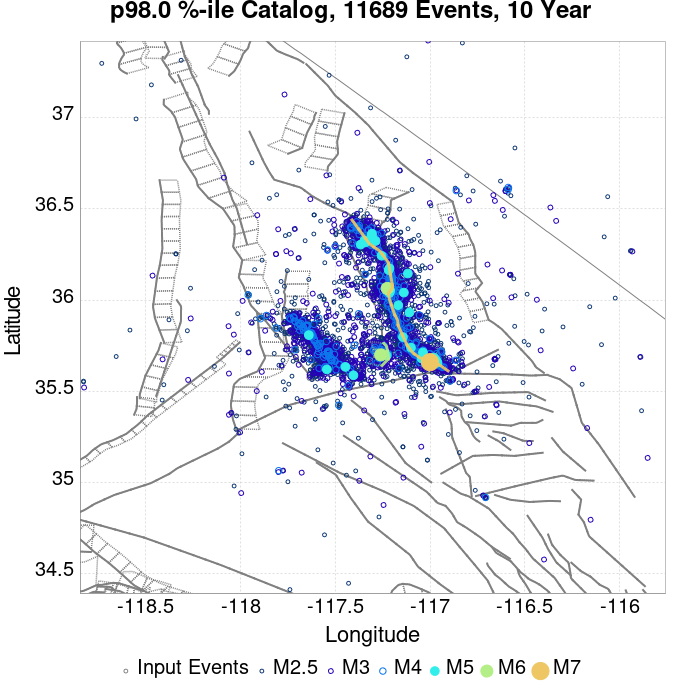 p98.0 %-ile Catalog, 11689 Events, 10 Year
37
36.5
36
35.5
35
34.5
Latitude
-118.5 -118 -117.5 -117 -116.5 -116
Longitude
Input Events M2.5 M3 M4 M5 M6 M7